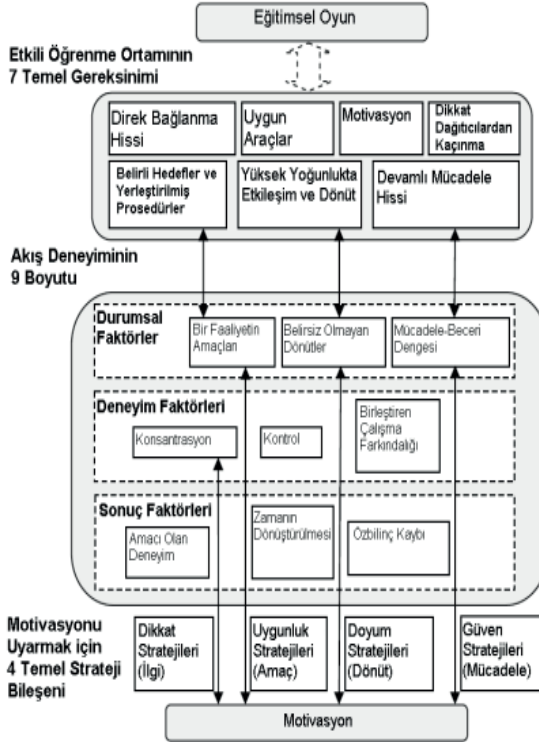 Eğitimsel Oyun
Etkili Öğrenme Ortamının
7 Temel Gereksinimi
Direk Bağlanma
Hissi
Uygun
Araçlar
Motivasyon
Dikkat
Dağıtıcılardan
Kaçınma
Belirli Hedefler ve
Yerleştirilmiş
Prosedürler
Yüksek Yoğunlukta
Etkileşim ve Dönüt
Devamlı Mücadele
Hissi
Akış Deneyiminin
9 Boyutu
Durumsal
Faktörler
Bir Faaliyetin
Amaçları
Belirsiz Olmayan
Dönütler
Mücadele-Beceri
Dengesi
Deneyim Faktörleri
Konsantrasyon
Kontrol
Birleştiren
Çalışma
Farkındalığı
Sonuç Faktörleri
Amacı Olan
Deneyim
Zamanın
Dönüştürülmesi
Özbilinç Kaybı
Motivasyonu
Uyarmak için
4 Temel Strateji
Bileşeni
Dikkat
Stratejileri
(İlgi)
Uygunluk
Stratejileri
(Amaç)
Doyum
Stratejileri
(Dönüt)
Güven
Stratejileri
(Mücadele)
Motivasyon